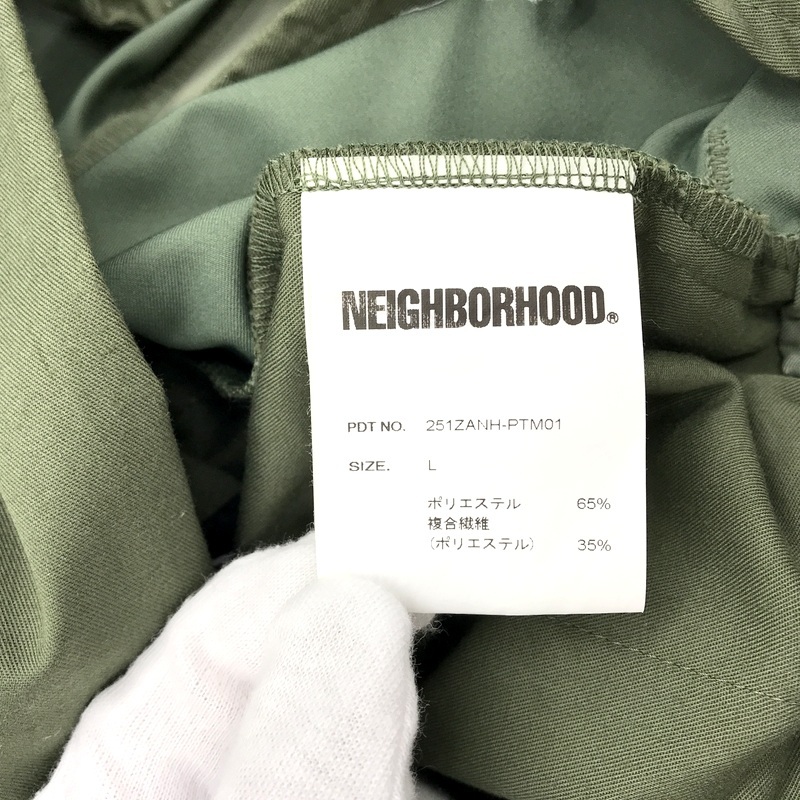 NEIGHBORHOOD®
PDT NO. 251ZANH-PTM01
SIZE. L
ポリエステル 65%
複合繊維
(ポリエステル) 35%